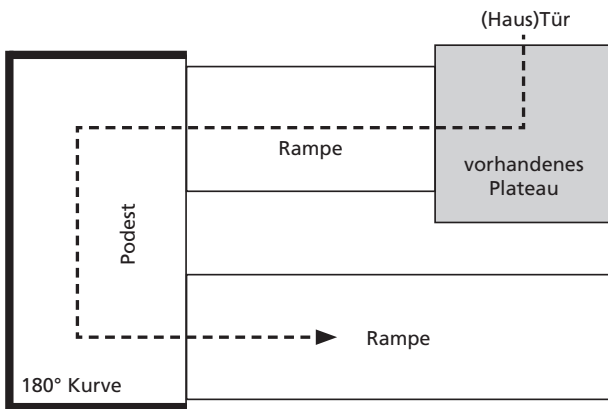 (Haus)Tür
Rampe
vorhandenes
Plateau
Podest
Rampe
180° Kurve